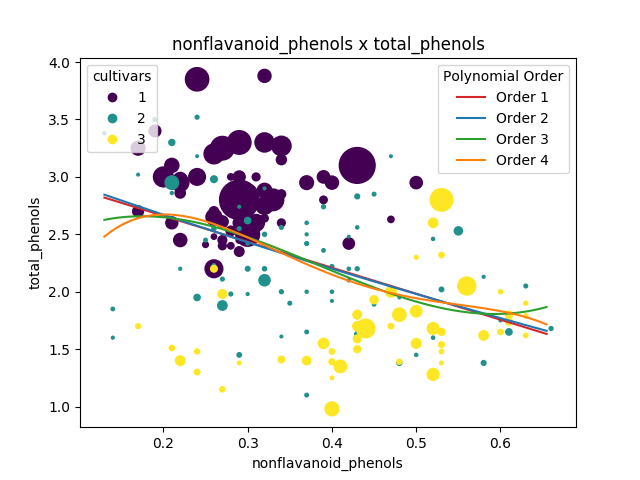 nonflavanoid_phenols x total_phenols
cultivars
1
2
3
Polynomial Order
Order 1
Order 2
Order 3
Order 4
total_phenols
4.0
3.5
3.0
2.5
2.0
1.5
1.0
0.2 0.3 0.4 0.5 0.6
nonflavanoid_phenols